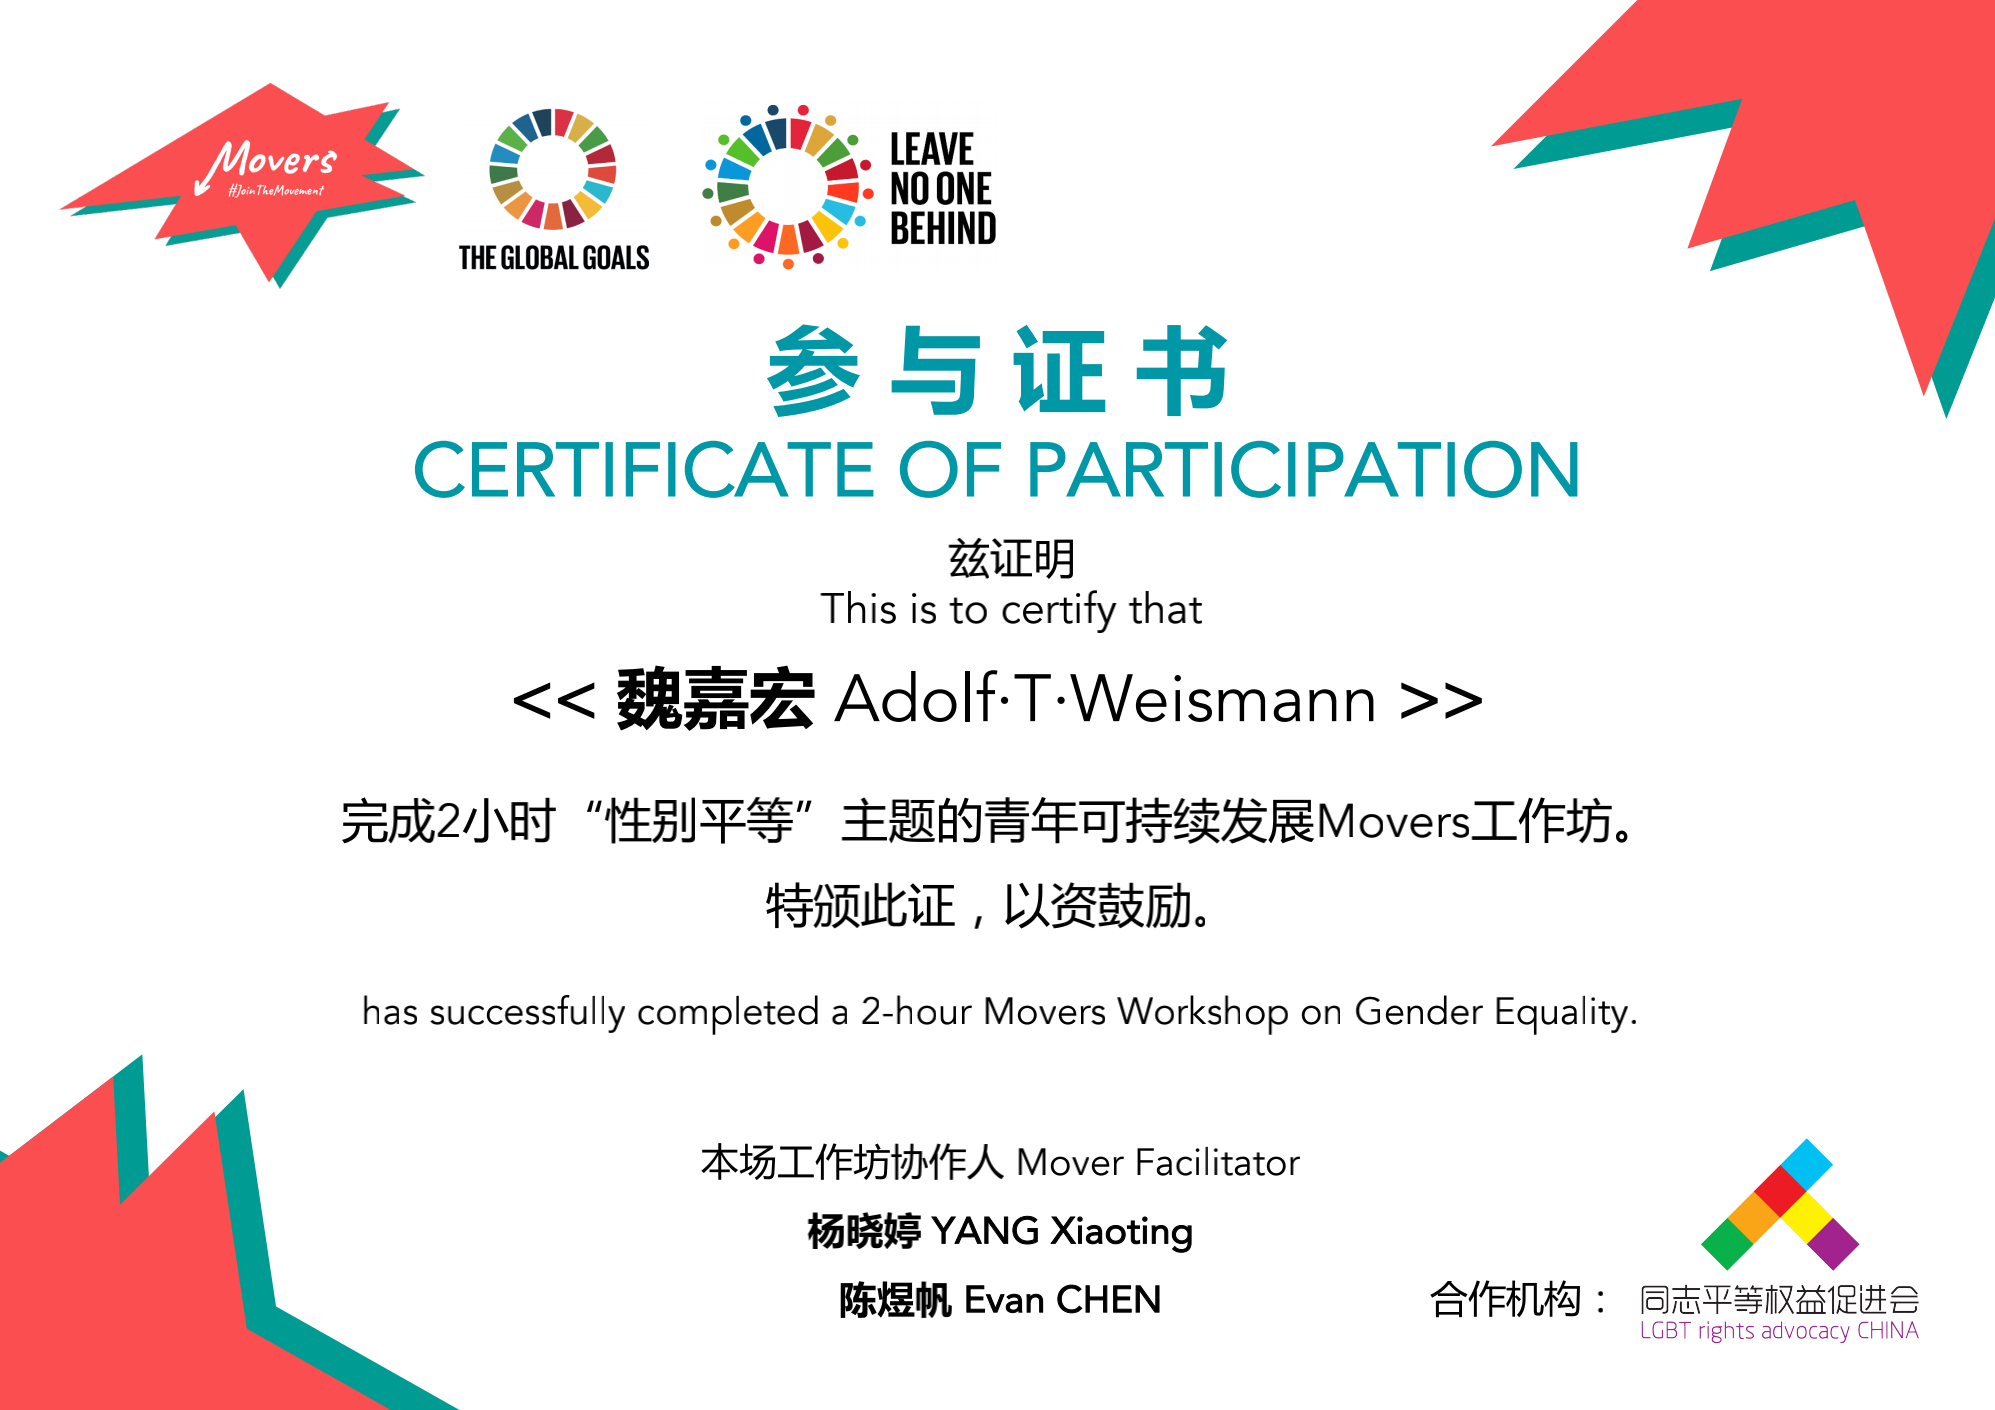 Movers
#JoinTheMovement
THE GLOBAL GOALS
LEAVE
NO ONE
BEHIND
参与证书
CERTIFICATE OF PARTICIPATION
兹证明
This is to certify that
<< 魏嘉宏 Adolf·T·Weismann >>
完成2小时“性别平等”主题的青年可持续发展Movers工作坊。
特颁此证，以资鼓励。
has successfully completed a 2-hour Movers Workshop on Gender Equality.
本场工作坊协作人 Mover Facilitator
杨晓婷 YANG Xiaoting
陈煜帆 Evan CHEN
合作机构：
同志平等权益促进会
LGBT rights advocacy CHINA